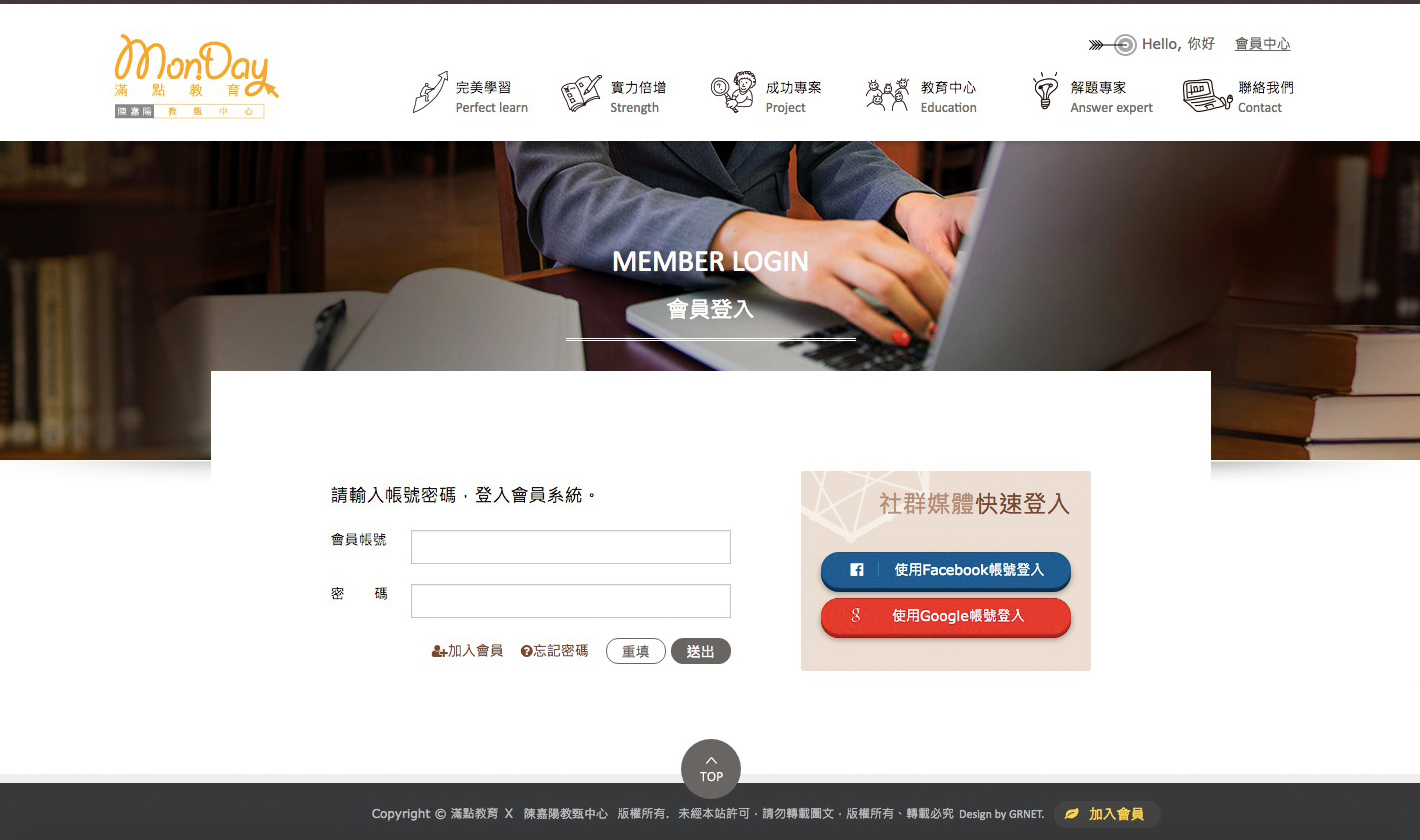 Hello, 你好 會員中心
MonDay
滿點教育
陳嘉陽 教甄中心
完美學習
Perfect learn
實力倍增
Strength
成功專案
Project
教育中心
Education
解題專家
Answer expert
聯絡我們
Contact
MEMBER LOGIN
會員登入
請輸入帳號密碼，登入會員系統。
會員帳號
密 碼
加入會員 忘記密碼 重填 送出
社群媒體快速登入
使用Facebook帳號登入
使用Google帳號登入
TOP
Copyright © 滿點教育 X 陳嘉陽教甄中心 版權所有. 未經本站許可，請勿轉載圖文，版權所有、轉載必究 Design by GRNET. 加入會員